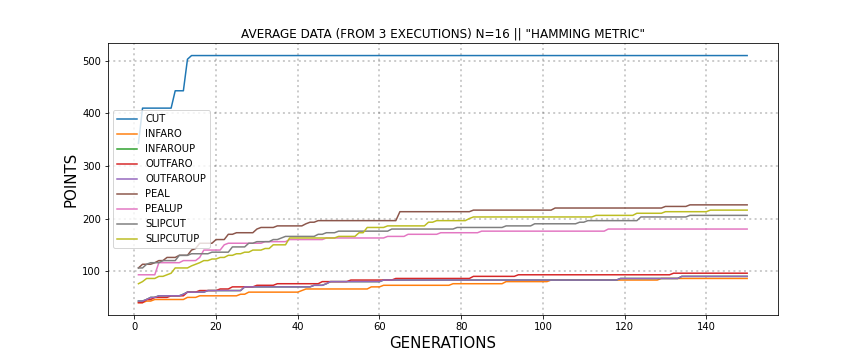 AVERAGE DATA (FROM 3 EXECUTIONS) N=16 || "HAMMING METRIC"
500
400
300
200
100
POINTS
CUT
INFARO
INFAROUP
OUTFARO
OUTFAROUP
PEAL
PEALUP
SLIPCUT
SLIPCUTUP
0 20 40 60 80 100 120 140
GENERATIONS